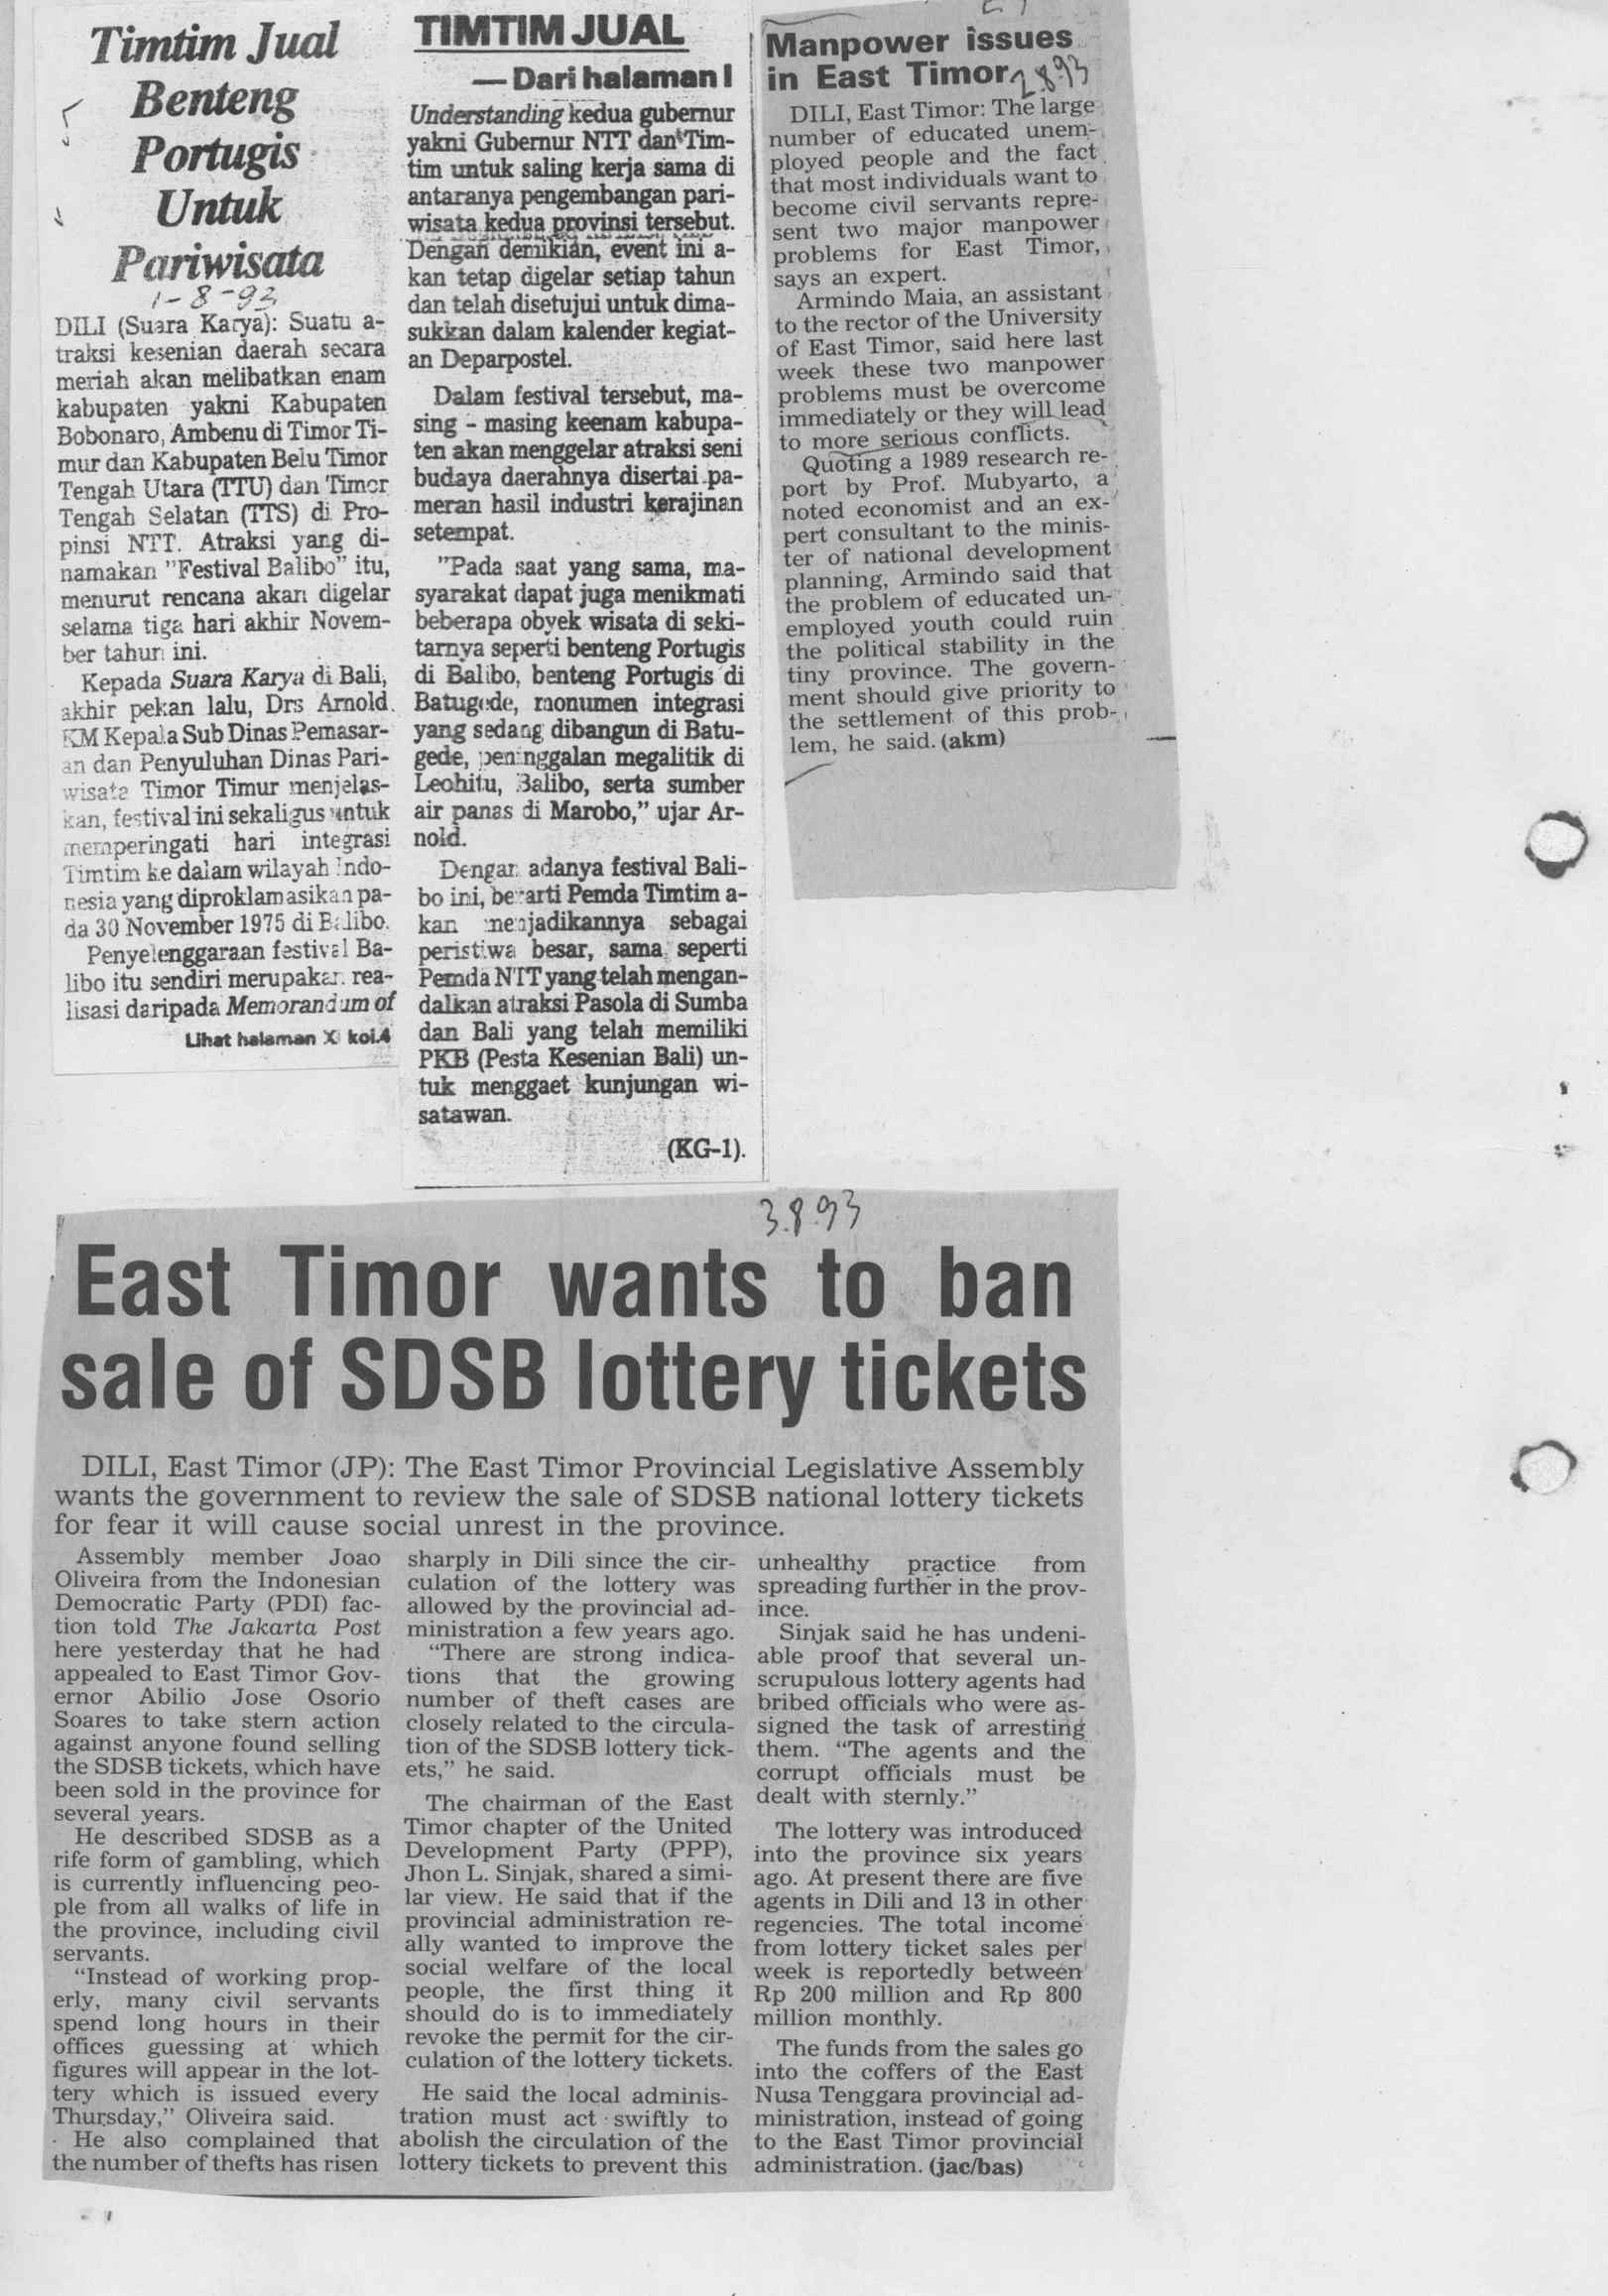 Timtim Jual
Benteng
Portugis
Untuk
Pariwisata
1-8-93
DILI (Suara Karya): Suatu a-
traksi kesenian daerah secara
meriah akan melibatkan enam
kabupaten yakni Kabupaten
Bobonaro, Ambenu di Timor Ti-
mur dan Kabupaten Belu Timor
Tengah Utara (TTU) dan Timor
Tengah Selatan (TTS) di Pro-
pinsi NTT. Atraksi yang di-
namakan "Festival Balibo" itu,
menurut rencana akan digelar
selama tiga hari akhir Novem-
ber tahun ini.
Kepada Suara Karya di Bali,
akhir pekan lalu, Drs Arnold
KM Kepala Sub Dinas Pemasar-
an dan Penyuluhan Dinas Pari-
wisata Timor Timur menjelas-
kan, festival ini sekaligus untuk
memperingati hari integrasi
Timtim ke dalam wilayah Indo-
nesia yang diproklamasikan pa-
da 30 November 1975 di Balibo.
Penyelenggaraan festival Ba-
libo itu sendiri merupakan rea-
lisasi daripada Memorandum of
Lihat halaman XI kol.4
TIMTIM JUAL
— Dari halaman I
Understanding kedua gubernur
yakni Gubernur NTT dan Tim-
tim untuk saling kerja sama di
antaranya pengembangan pari-
wisata kedua provinsi tersebut.
Dengan demikian, event ini a-
kan tetap digelar setiap tahun
dan telah disetujui untuk dima-
sukkan dalam kalender kegiat-
an Deparpostel.
Dalam festival tersebut, ma-
sing - masing keenam kabupa-
ten akan menggelar atraksi seni
budaya daerahnya disertai pa-
meran hasil industri kerajinan
setempat.
"Pada saat yang sama, ma-
syarakat dapat juga menikmati
beberapa obyek wisata di seki-
tarnya seperti benteng Portugis
di Balibo, benteng Portugis di
Batugede, monumen integrasi
yang sedang dibangun di Batu-
gede, peninggalan megalitik di
Leohitu, Balibo, serta sumber
air panas di Marobo," ujar Ar-
nold.
Dengan adanya festival Bali-
bo ini, berarti Pemda Timtim a-
kan menjadikannya sebagai
peristiwa besar, sama seperti
Pemda NTT yang telah mengan-
dalkan atraksi Pasola di Sumba
dan Bali yang telah memiliki
PKB (Pesta Kesenian Bali) un-
tuk menggaet kunjungan wi-
satawan.
(KG-1).
Manpower issues
in East Timor
2.8.93
DILI, East Timor: The large
number of educated unem-
ployed people and the fact
that most individuals want to
become civil servants repre-
sent two major manpower
problems for East Timor,
says an expert.
Armindo Maia, an assistant
to the rector of the University
of East Timor, said here last
week these two manpower
problems must be overcome
immediately or they will lead
to more serious conflicts.
Quoting a 1989 research re-
port by Prof. Mubyarto, a
noted economist and an ex-
pert consultant to the minis-
ter of national development
planning, Armindo said that
the problem of educated un-
employed youth could ruin
the political stability in the
tiny province. The govern-
ment should give priority to
the settlement of this prob-
lem, he said. (akm)
3.8.93
East Timor wants to ban
sale of SDSB lottery tickets
DILI, East Timor (JP): The East Timor Provincial Legislative Assembly
wants the government to review the sale of SDSB national lottery tickets
for fear it will cause social unrest in the province.
Assembly member Joao
Oliveira from the Indonesian
Democratic Party (PDI) fac-
tion told The Jakarta Post
here yesterday that he had
appealed to East Timor Gov-
ernor Abilio Jose Osorio
Soares to take stern action
against anyone found selling
the SDSB tickets, which have
been sold in the province for
several years.
He described SDSB as a
rife form of gambling, which
is currently influencing peo-
ple from all walks of life in
the province, including civil
servants.
“Instead of working prop-
erly, many civil servants
spend long hours in their
offices guessing at which
figures will appear in the lot-
tery which is issued every
Thursday,” Oliveira said.
He also complained that
the number of thefts has risen
sharply in Dili since the cir-
culation of the lottery was
allowed by the provincial ad-
ministration a few years ago.
“There are strong indica-
tions that the growing
number of theft cases are
closely related to the circula-
tion of the SDSB lottery tick-
ets,” he said.
The chairman of the East
Timor chapter of the United
Development Party (PPP),
Jhon L. Sinjak, shared a simi-
lar view. He said that if the
provincial administration re-
ally wanted to improve the
social welfare of the local
people, the first thing it
should do is to immediately
revoke the permit for the cir-
culation of the lottery tickets.
He said the local adminis-
tration must act swiftly to
abolish the circulation of the
lottery tickets to prevent this
unhealthy practice from
spreading further in the prov-
ince.
Sinjak said he has undeni-
able proof that several un-
scrupulous lottery agents had
bribed officials who were as-
signed the task of arresting
them. “The agents and the
corrupt officials must be
dealt with sternly.”
The lottery was introduced
into the province six years
ago. At present there are five
agents in Dili and 13 in other
regencies. The total income
from lottery ticket sales per
week is reportedly between
Rp 200 million and Rp 800
million monthly.
The funds from the sales go
into the coffers of the East
Nusa Tenggara provincial ad-
ministration, instead of going
to the East Timor provincial
administration. (jac/bas)